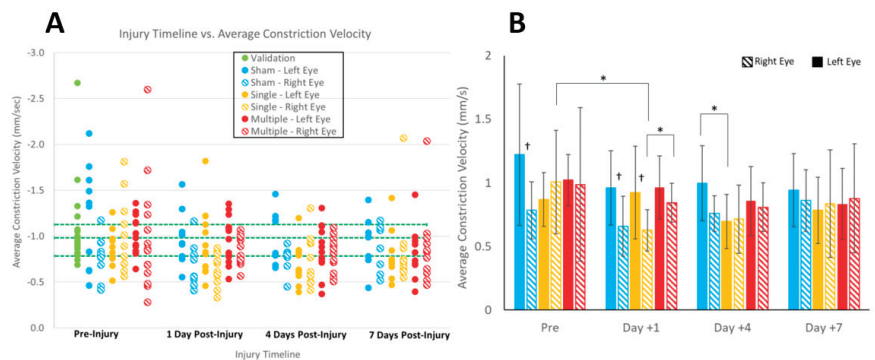 A
Injury Timeline vs. Average Constriction Velocity
Average Constriction Velocity (mm/sec)
-3.0
-2.5
-2.0
-1.5
-1.0
-0.5
0.0
Validation
Sham - Left Eye
Sham - Right Eye
Single - Left Eye
Single - Right Eye
Multiple - Left Eye
Multiple - Right Eye
Pre-Injury
1 Day Post-Injury
4 Days Post-Injury
7 Days Post-Injury
Injury Timeline
B
Average Constriction Velocity (mm/s)
2
1.5
1
0.5
0
Right Eye
Left Eye
*
*
*
†
†
†
Pre
Day +1
Day +4
Day +7